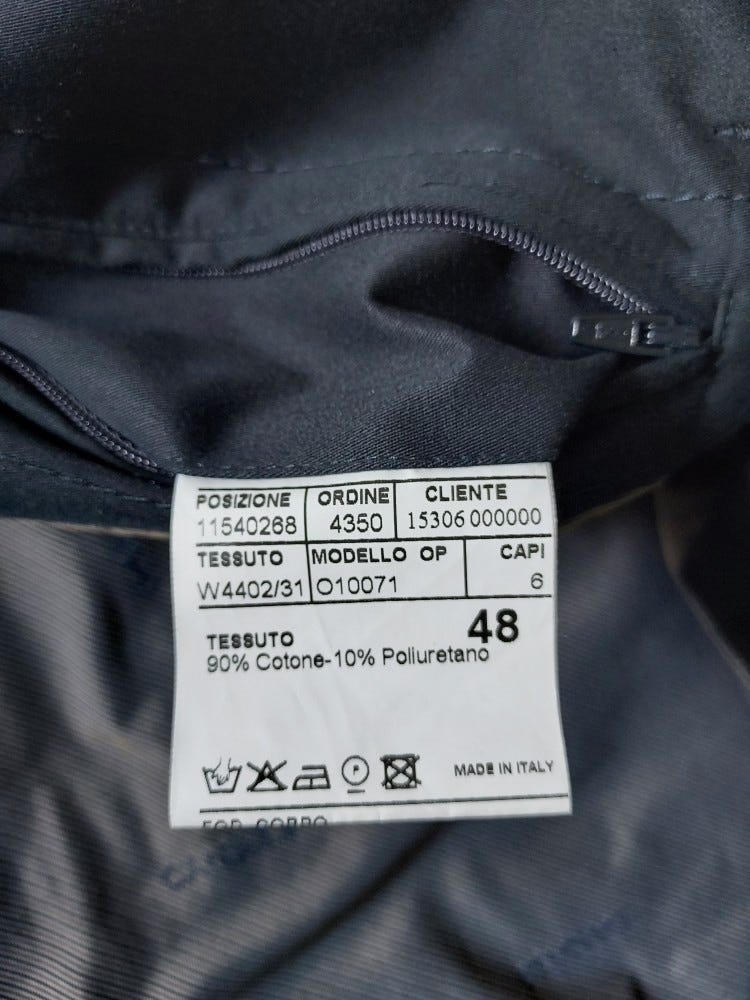 POSIZIONE ORDINE CLIENTE
11540268 4350 15306 000000
TESSUTO MODELLO OP CAPI
W4402/31 O10071 6
48
TESSUTO
90% Cotone-10% Poliuretano
P
MADE IN ITALY